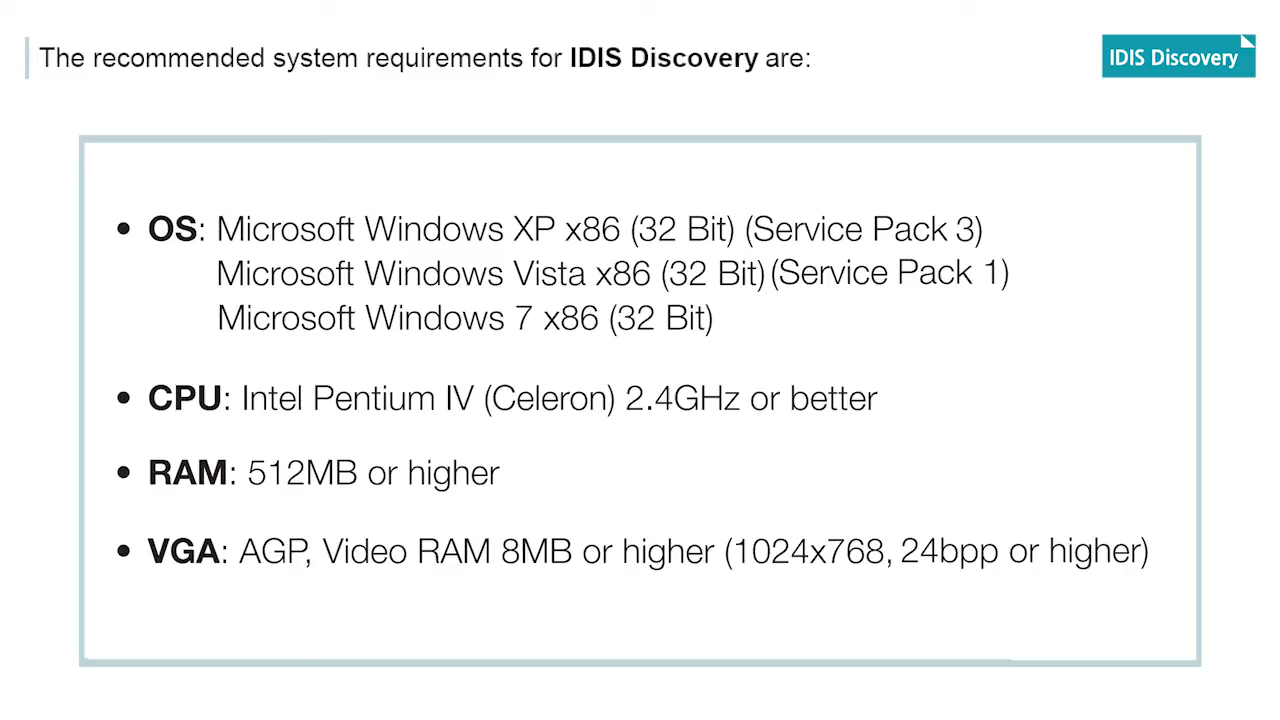 The recommended system requirements for IDIS Discovery are:
IDIS Discovery
• OS: Microsoft Windows XP x86 (32 Bit) (Service Pack 3)
Microsoft Windows Vista x86 (32 Bit) (Service Pack 1)
Microsoft Windows 7 x86 (32 Bit)
• CPU: Intel Pentium IV (Celeron) 2.4GHz or better
• RAM: 512MB or higher
• VGA: AGP, Video RAM 8MB or higher (1024x768, 24bpp or higher)